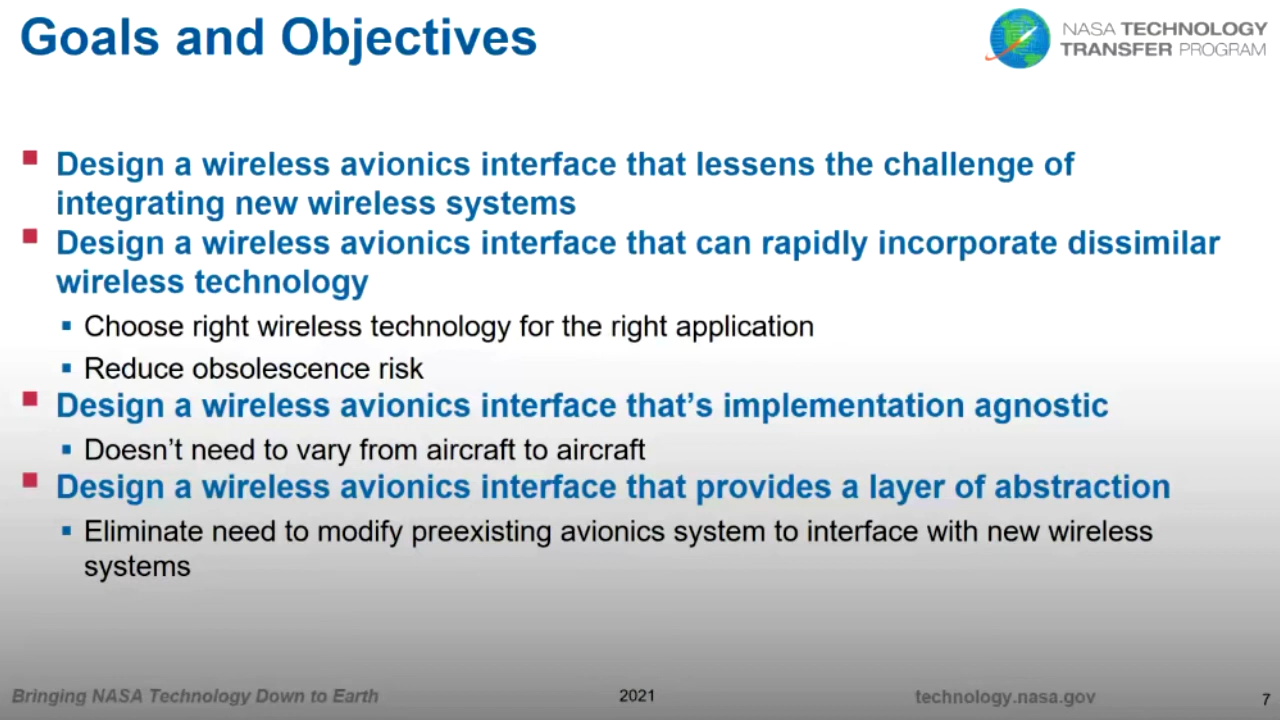 Goals and Objectives
NASA TECHNOLOGY
TRANSFER PROGRAM
Design a wireless avionics interface that lessens the challenge of
integrating new wireless systems
Design a wireless avionics interface that can rapidly incorporate dissimilar
wireless technology
Choose right wireless technology for the right application
Reduce obsolescence risk
Design a wireless avionics interface that’s implementation agnostic
Doesn’t need to vary from aircraft to aircraft
Design a wireless avionics interface that provides a layer of abstraction
Eliminate need to modify preexisting avionics system to interface with new wireless
systems
Bringing NASA Technology Down to Earth
2021
technology.nasa.gov
7